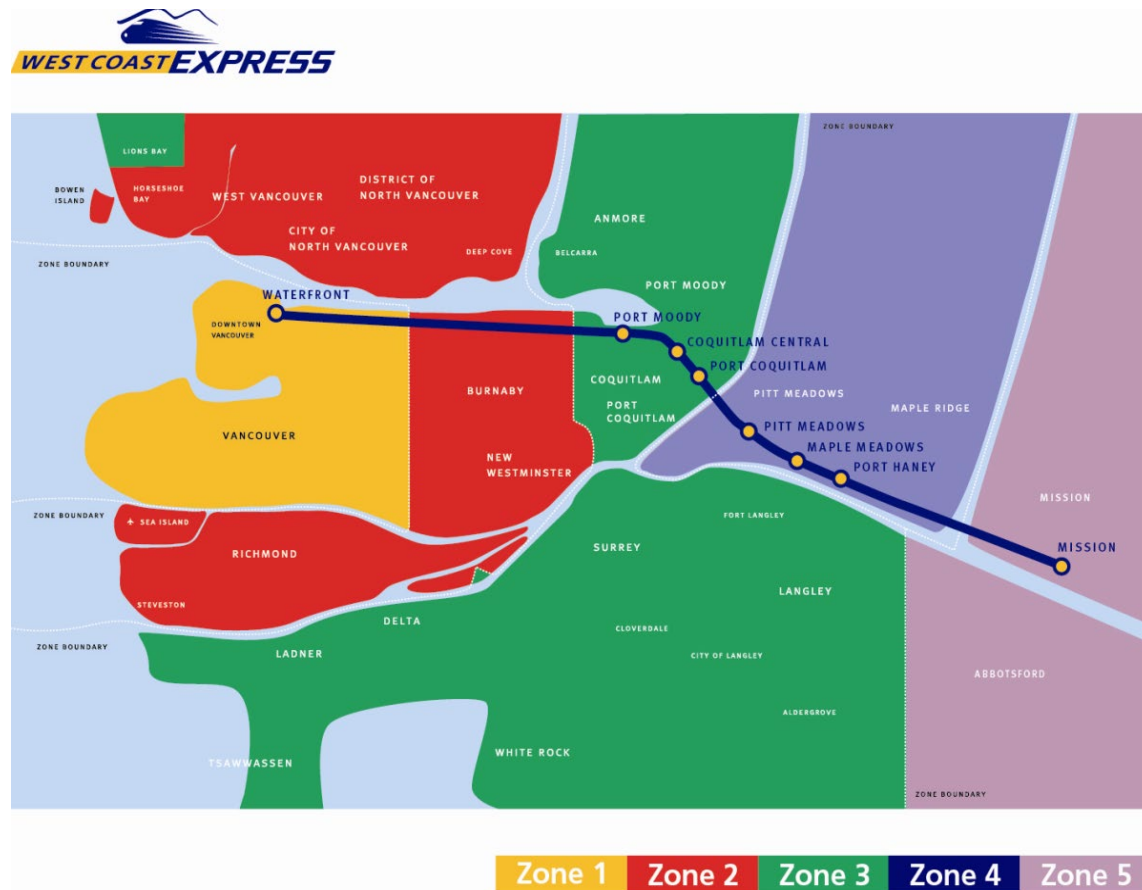 WEST COAST EXPRESS
ZONE BOUNDARY
LIONS BAY
DISTRICT OF
NORTH VANCOUVER
BOWEN
ISLAND
HORSESHOE
BAY
WEST VANCOUVER
ANMORE
CITY OF
NORTH VANCOUVER
DEEP COVE
BELCARRA
ZONE BOUNDARY
PORT MOODY
WATERFRONT
PORT MOODY
DOWNTOWN
VANCOUVER
COQUITLAM CENTRAL
PORT COQUITLAM
COQUITLAM
BURNABY
PITT MEADOWS
PORT
COQUITLAM
MAPLE RIDGE
PITT MEADOWS
VANCOUVER
MAPLE MEADOWS
NEW
WESTMINSTER
PORT HANEY
MISSION
ZONE BOUNDARY
SEA ISLAND
FORT LANGLEY
RICHMOND
SURREY
MISSION
STEVESTON
LANGLEY
DELTA
CLOVERDALE
ZONE BOUNDARY
LADNER
CITY OF LANGLEY
ABBOTSFORD
ALDERGROVE
WHITE ROCK
TSAWWASSEN
ZONE BOUNDARY
Zone 1 Zone 2 Zone 3 Zone 4 Zone 5